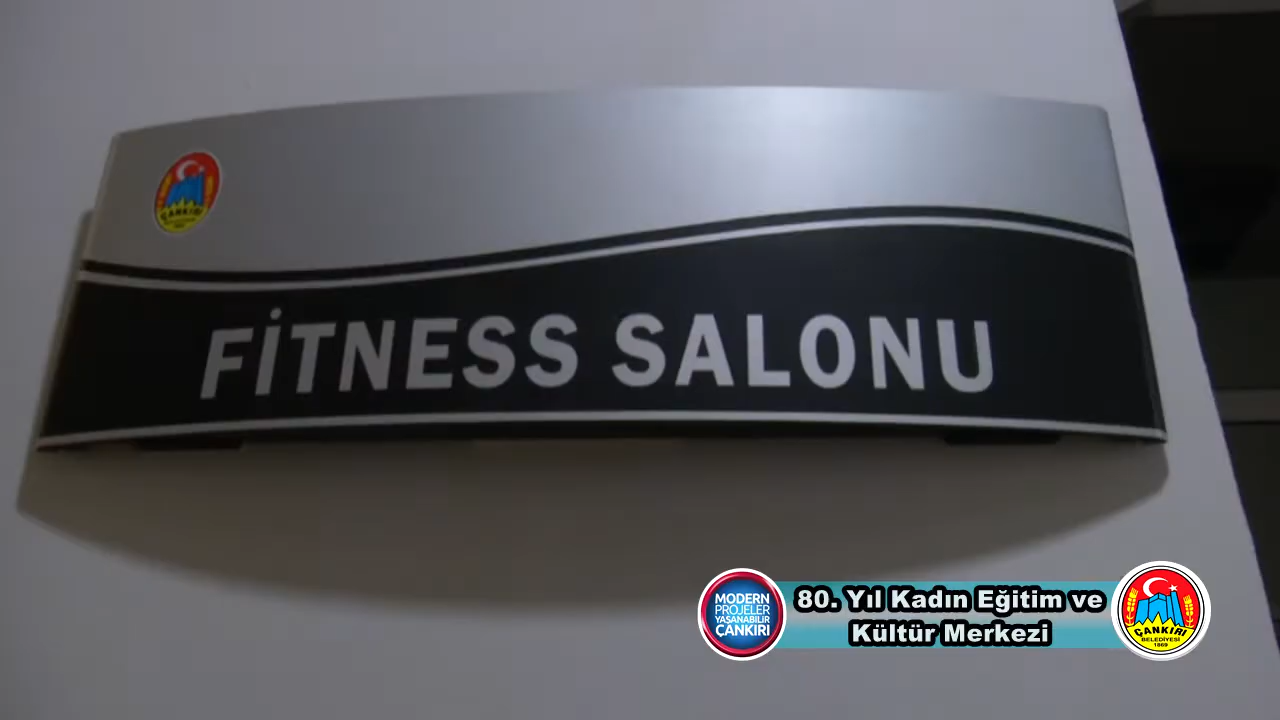 ÇANKIRI
FİTNESS SALONU
MODERN
PROJELER
YAŞANABİLİR
ÇANKIRI
80. Yıl Kadın Eğitim ve
Kültür Merkezi
ÇANKIRI
BELEDİYESİ
1869